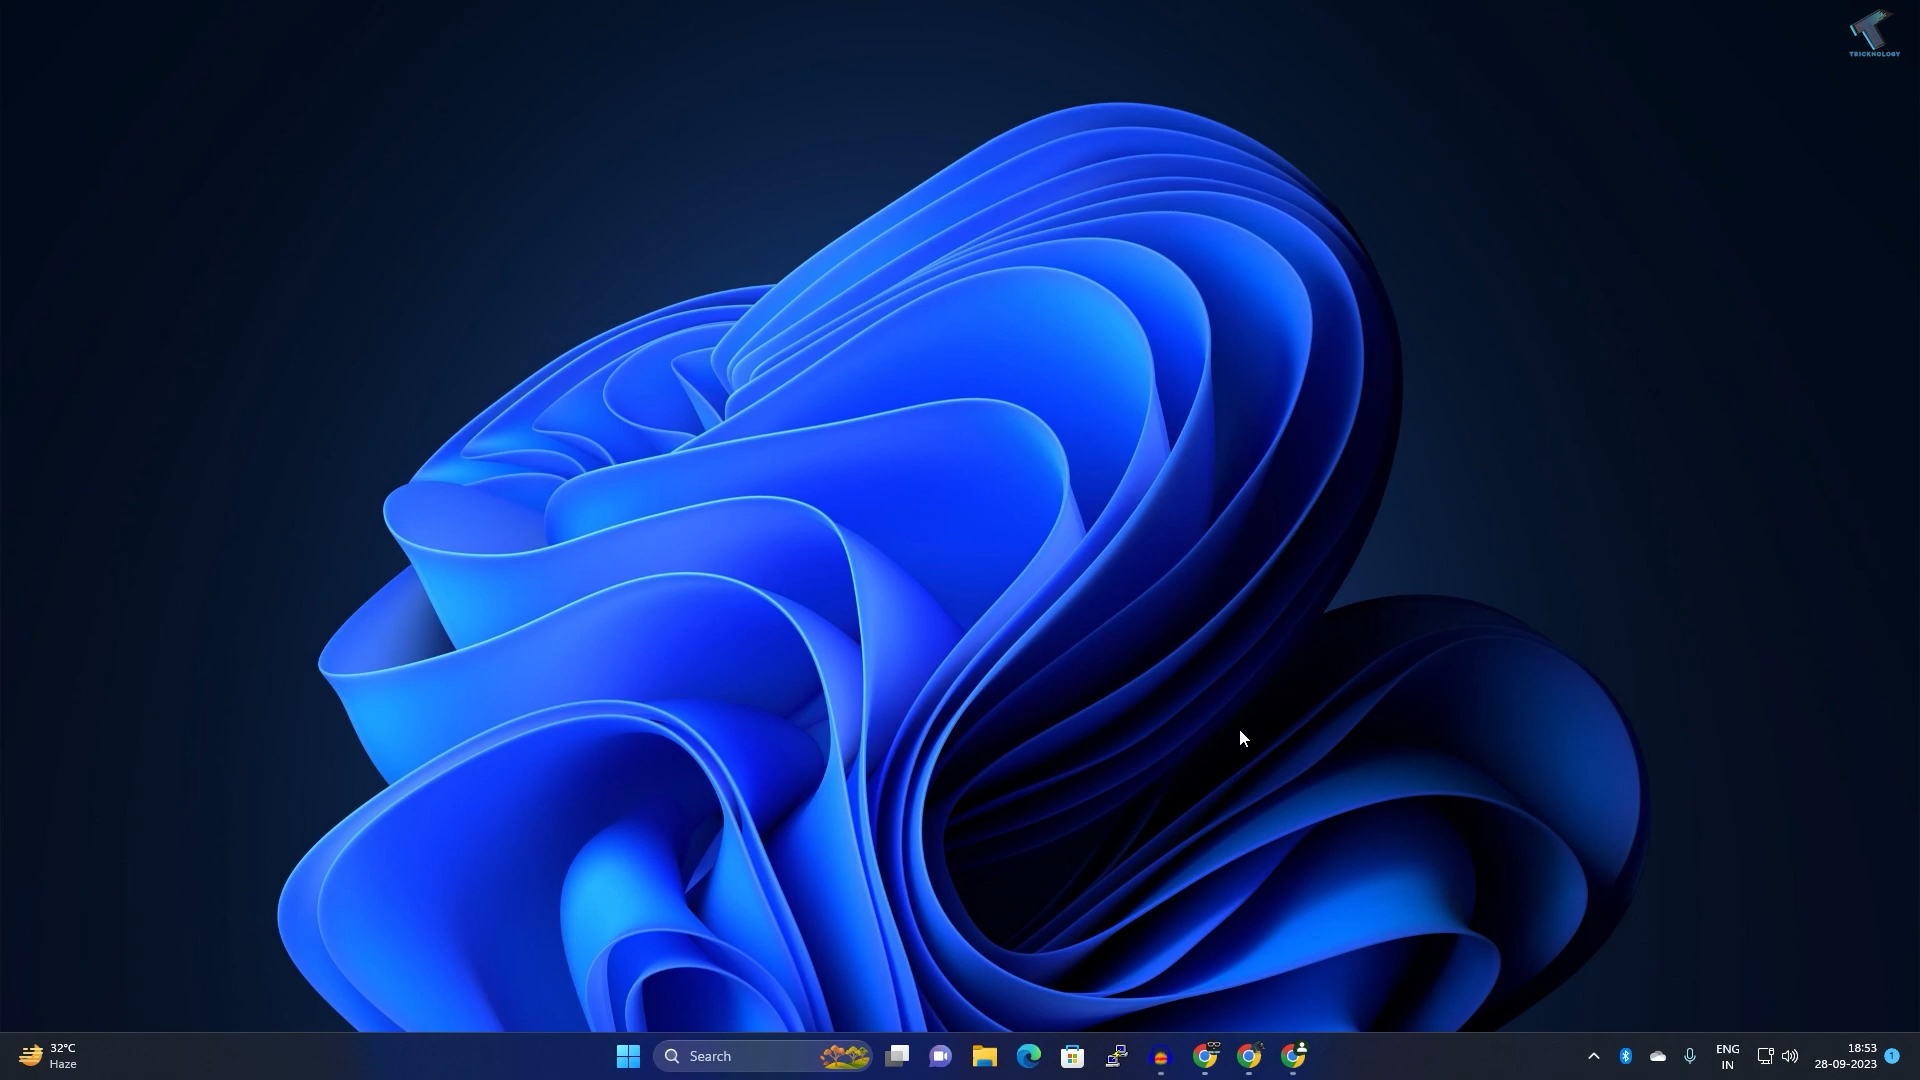 TRICKNOLOGY
32°C
Haze
Search
ENG
IN
18:53
28-09-2023
1